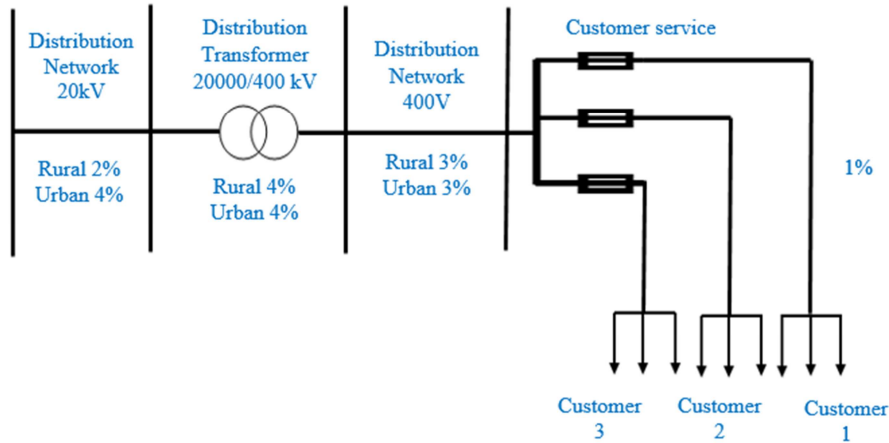 Distribution
Network
20kV
Rural 2%
Urban 4%
Distribution
Transformer
20000/400 kV
Rural 4%
Urban 4%
Distribution
Network
400V
Rural 3%
Urban 3%
Customer service
1%
Customer
3
Customer
2
Customer
1